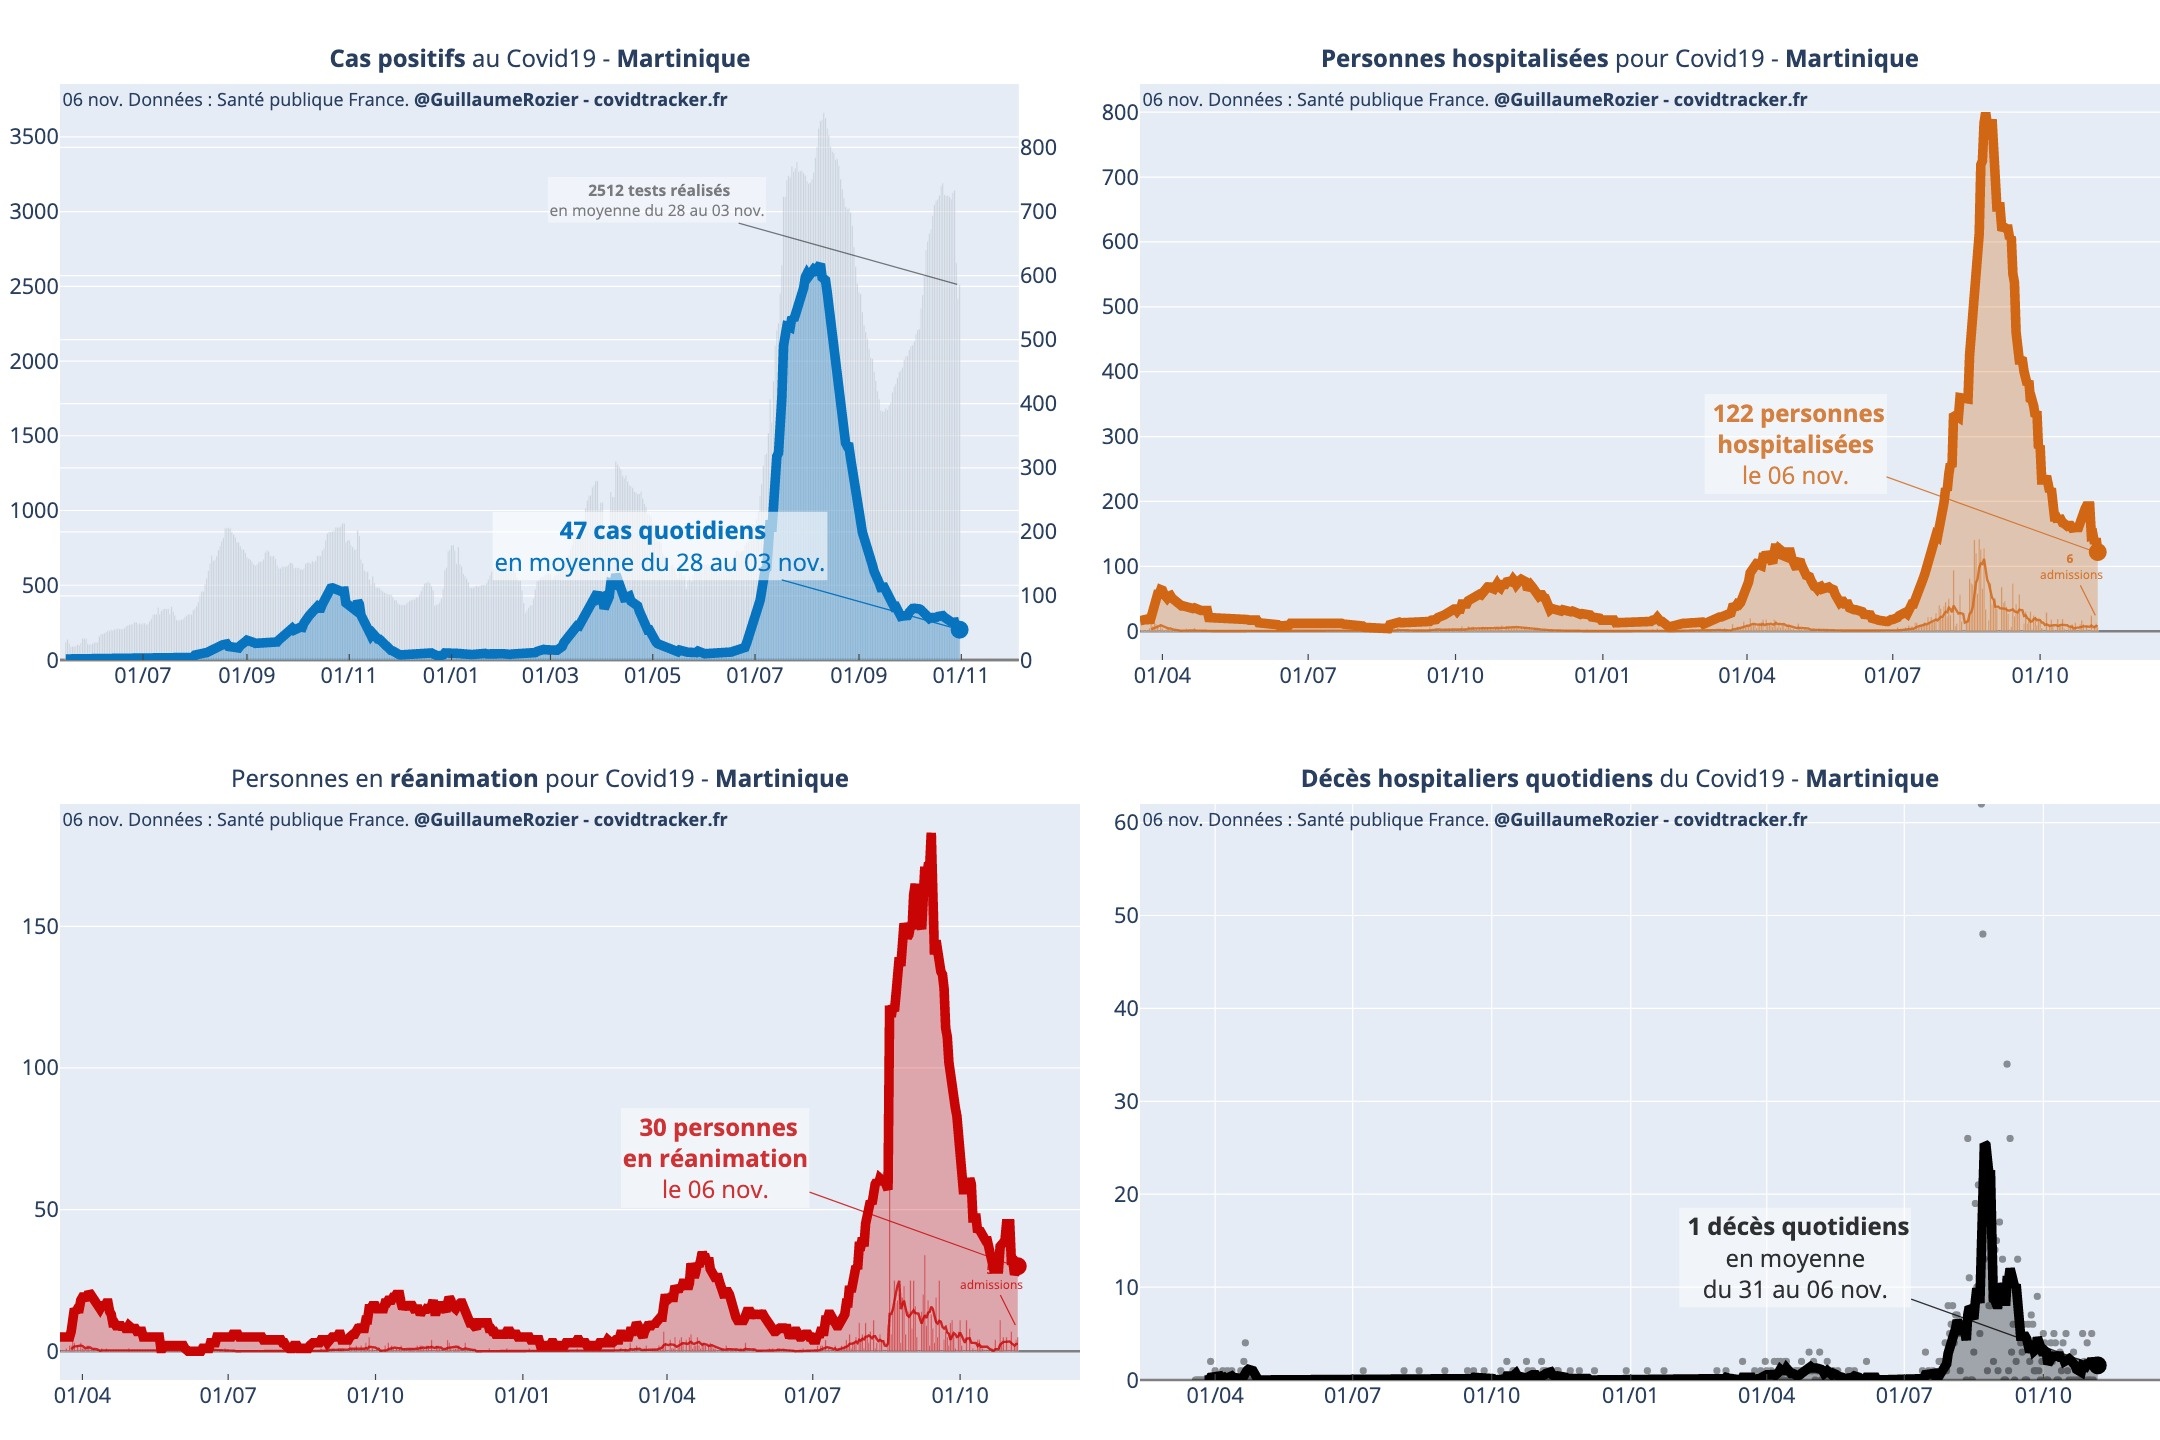 Cas positifs au Covid19 - Martinique
06 nov. Données : Santé publique France. @GuillaumeRozier - covidtracker.fr
3500
3000
2500
2000
1500
1000
500
0
800
700
600
500
400
300
200
100
0
2512 tests réalisés
en moyenne du 28 au 03 nov.
47 cas quotidiens
en moyenne du 28 au 03 nov.
01/07 01/09 01/11 01/01 01/03 01/05 01/07 01/09 01/11
Personnes hospitalisées pour Covid19 - Martinique
06 nov. Données : Santé publique France. @GuillaumeRozier - covidtracker.fr
800
700
600
500
400
300
200
100
0
122 personnes
hospitalisées
le 06 nov.
6
admissions
01/04 01/07 01/10 01/01 01/04 01/07 01/10
Personnes en réanimation pour Covid19 - Martinique
06 nov. Données : Santé publique France. @GuillaumeRozier - covidtracker.fr
150
100
50
0
30 personnes
en réanimation
le 06 nov.
admissions
01/04 01/07 01/10 01/01 01/04 01/07 01/10
Décès hospitaliers quotidiens du Covid19 - Martinique
06 nov. Données : Santé publique France. @GuillaumeRozier - covidtracker.fr
60
50
40
30
20
10
0
1 décès quotidiens
en moyenne
du 31 au 06 nov.
01/04 01/07 01/10 01/01 01/04 01/07 01/10